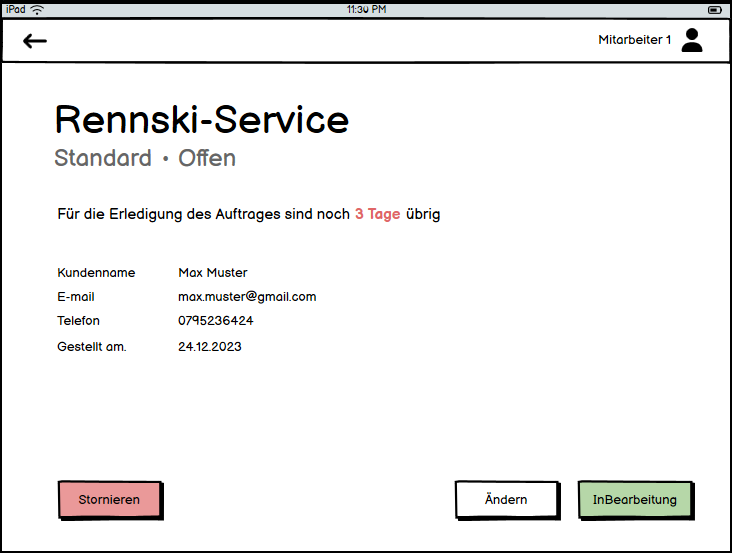 iPad 11:30 PM
Mitarbeiter 1
Rennski-Service
Standard • Offen
Für die Erledigung des Auftrages sind noch 3 Tage übrig
Kundenname Max Muster
E-mail max.muster@gmail.com
Telefon 0795236424
Gestellt am. 24.12.2023
Stornieren Ändern InBearbeitung